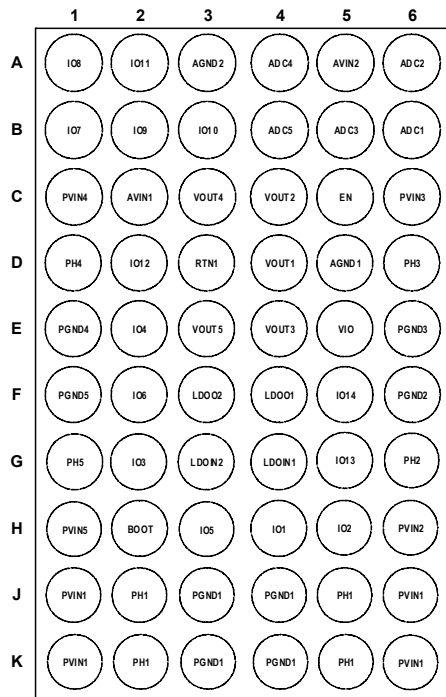 1 2 3 4 5 6
A IO8 IO11 AGND2 ADC4 AVIN2 ADC2
B IO7 IO9 IO10 ADC5 ADC3 ADC1
C PVIN4 AVIN1 VOUT4 VOUT2 EN PVIN3
D PH4 IO12 RTN1 VOUT1 AGND1 PH3
E PGND4 IO4 VOUT5 VOUT3 VIO PGND3
F PGND5 IO6 LDOO2 LDOO1 IO14 PGND2
G PH5 IO3 LDOIN2 LDOIN1 IO13 PH2
H PVIN5 BOOT IO5 IO1 IO2 PVIN2
J PVIN1 PH1 PGND1 PGND1 PH1 PVIN1
K PVIN1 PH1 PGND1 PGND1 PH1 PVIN1